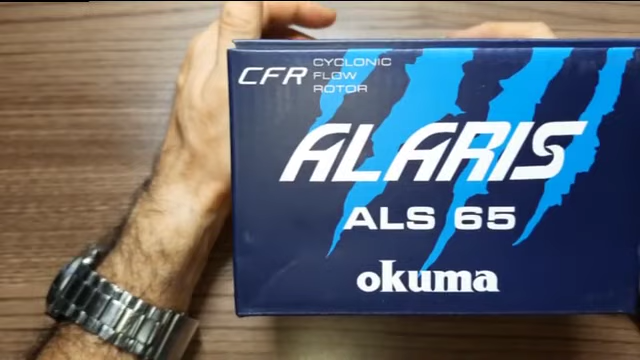 CFR CYCLONIC
FLOW
ROTOR
ALARIS
ALS 65
okuma